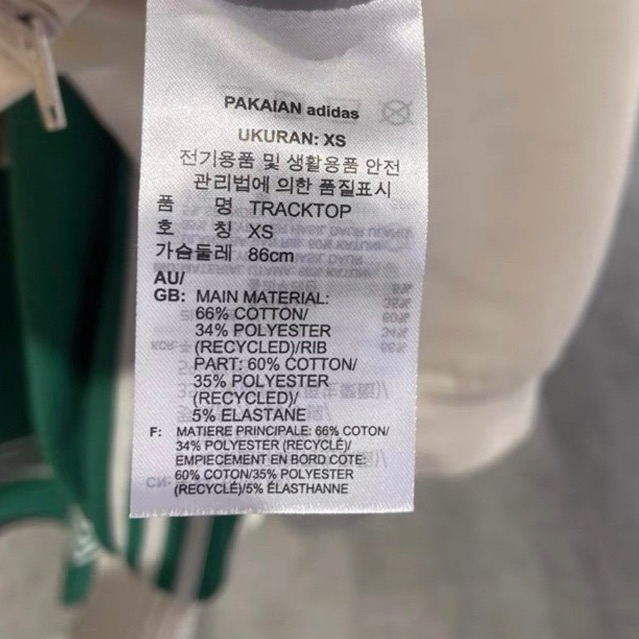 PAKAIAN adidas
UKURAN: XS
전기용품 및 생활용품 안전
관리법에 의한 품질표시
품 명 TRACKTOP
호 칭 XS
가슴둘레 86cm
AU/
GB: MAIN MATERIAL:
66% COTTON/
34% POLYESTER
(RECYCLED)/RIB
PART: 60% COTTON/
35% POLYESTER
(RECYCLED)/
5% ELASTANE
F: MATIERE PRINCIPALE: 66% COTON/
34% POLYESTER (RECYCLÉ)/
EMPIECEMENT EN BORD COTE:
60% COTON/35% POLYESTER
(RECYCLÉ)/5% ÉLASTHANNE